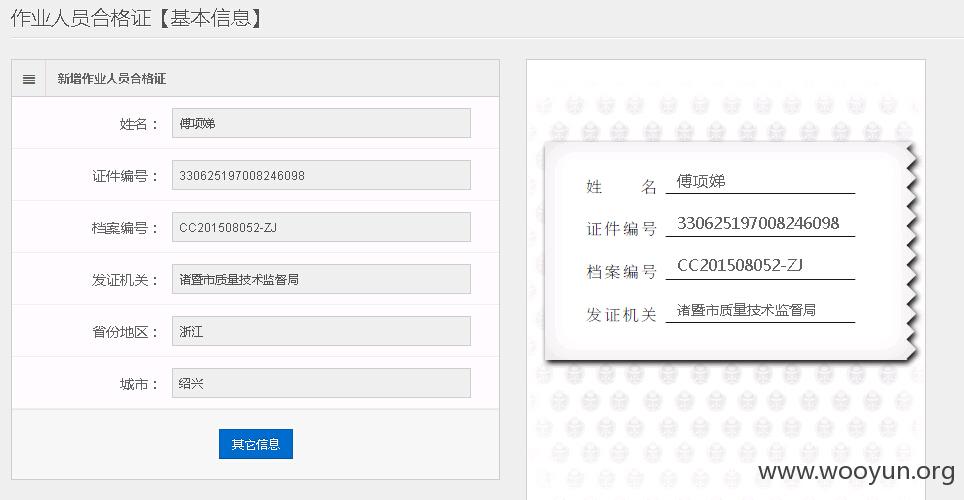 作业人员合格证【基本信息】
新增作业人员合格证
姓名： 傅项娣
证件编号： 330625197008246098
档案编号： CC201508052-ZJ
发证机关： 诸暨市质量技术监督局
省份地区： 浙江
城市： 绍兴
其它信息
姓 名 傅项娣
证件编号 330625197008246098
档案编号 CC201508052-ZJ
发证机关 诸暨市质量技术监督局
www.wooyun.org